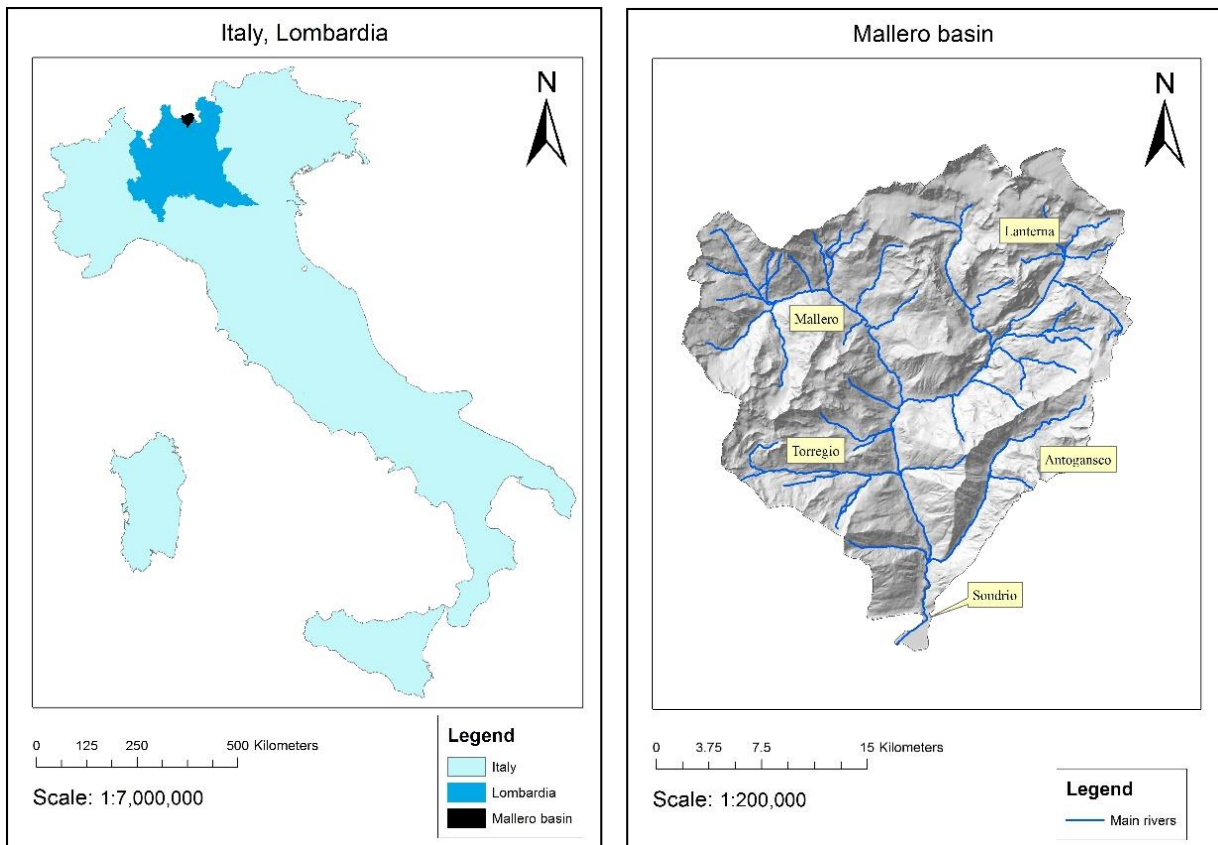 Italy, Lombardia
N
0 125 250 500 Kilometers
Scale: 1:7,000,000
Legend
Italy
Lombardia
Mallero basin
Mallero basin
N
Lanterna
Mallero
Torregio
Antogansco
Sondrio
0 3.75 7.5 15 Kilometers
Scale: 1:200,000
Legend
Main rivers